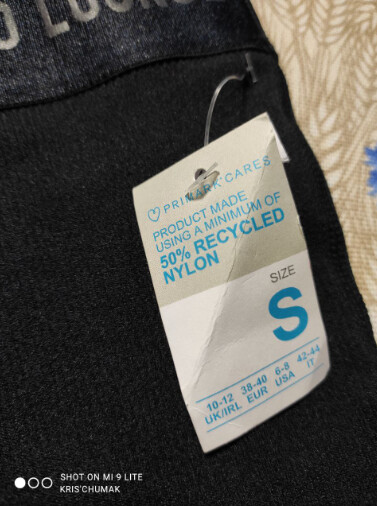 PRIMARK CARES
PRODUCT MADE
USING A MINIMUM OF
50% RECYCLED
NYLON
SIZE
S
10-12 38-40 6-8 42-44
UK/IRL EUR USA IT
SHOT ON MI 9 LITE
KRIS'CHUMAK